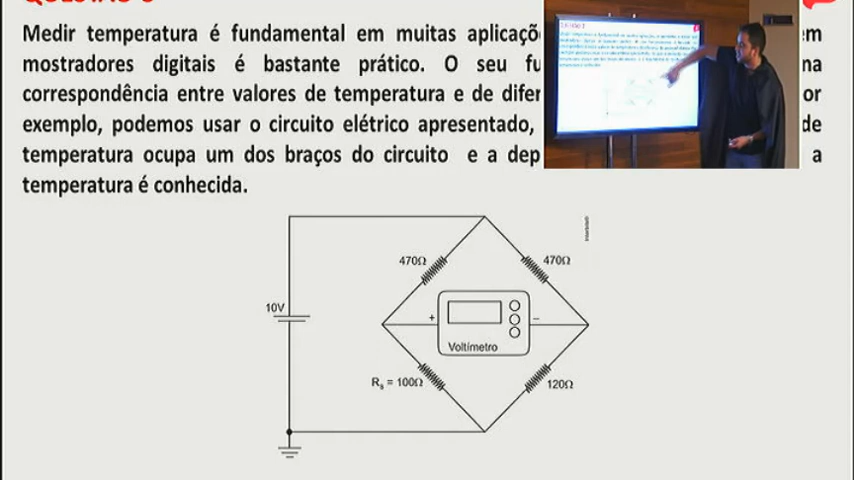 Medir temperatura é fundamental em muitas aplicaçõ em
mostradores digitais é bastante prático. O seu fu na
correspondência entre valores de temperatura e de difer or
exemplo, podemos usar o circuito elétrico apresentado, de
temperatura ocupa um dos braços do circuito e a dep a
temperatura é conhecida.
470Ω 470Ω
10V
+ −
Voltímetro
Rs = 100Ω 120Ω